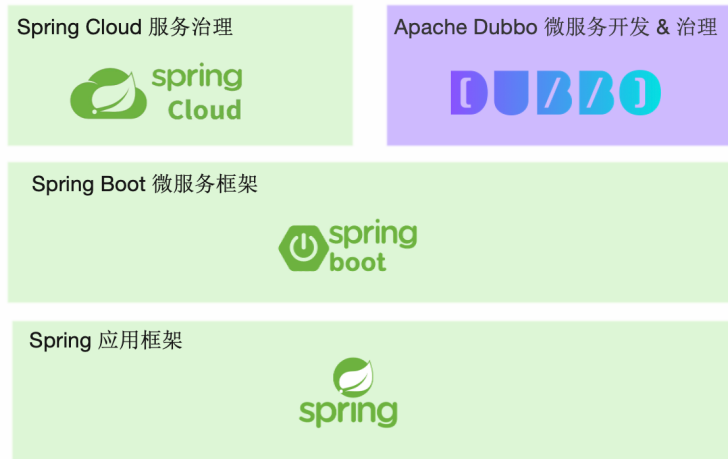 Spring Cloud 服务治理
spring
Cloud
Apache Dubbo 微服务开发 & 治理
DUBBO
Spring Boot 微服务框架
spring
boot
Spring 应用框架
spring